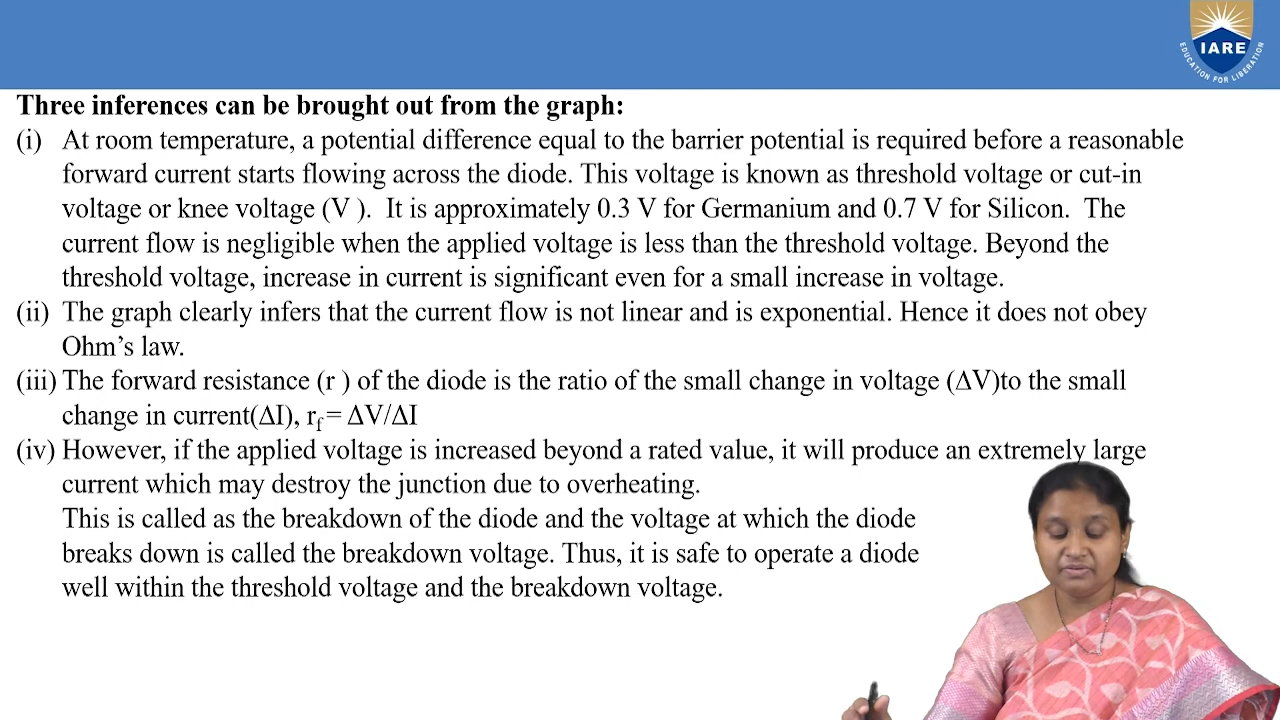 IARE
EDUCATION FOR LIBERATION
Three inferences can be brought out from the graph:
(i) At room temperature, a potential difference equal to the barrier potential is required before a reasonable
forward current starts flowing across the diode. This voltage is known as threshold voltage or cut-in
voltage or knee voltage (V ). It is approximately 0.3 V for Germanium and 0.7 V for Silicon. The
current flow is negligible when the applied voltage is less than the threshold voltage. Beyond the
threshold voltage, increase in current is significant even for a small increase in voltage.
(ii) The graph clearly infers that the current flow is not linear and is exponential. Hence it does not obey
Ohm’s law.
(iii) The forward resistance (r ) of the diode is the ratio of the small change in voltage (ΔV)to the small
change in current(ΔI), rf = ΔV/ΔI
(iv) However, if the applied voltage is increased beyond a rated value, it will produce an extremely large
current which may destroy the junction due to overheating.
This is called as the breakdown of the diode and the voltage at which the diode
breaks down is called the breakdown voltage. Thus, it is safe to operate a diode
well within the threshold voltage and the breakdown voltage.